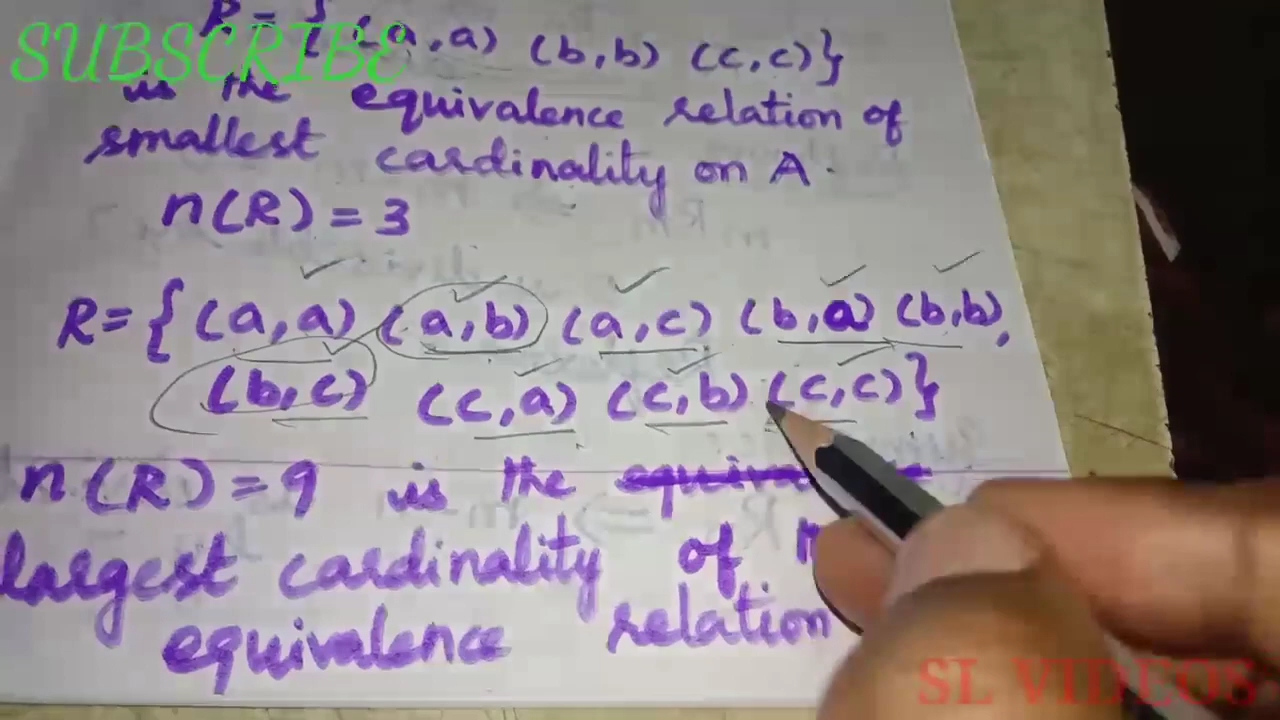 SUBSCRIBE
R = { (a,a) (b,b) (c,c)}
is the equivalence relation of
smallest cardinality on A.
n(R) = 3
R = { (a,a) (a,b) (a,c) (b,a) (b,b),
(b,c) (c,a) (c,b) (c,c)}
n(R) = 9 is the
largest cardinality of
equivalence relation
SL VIDEOS